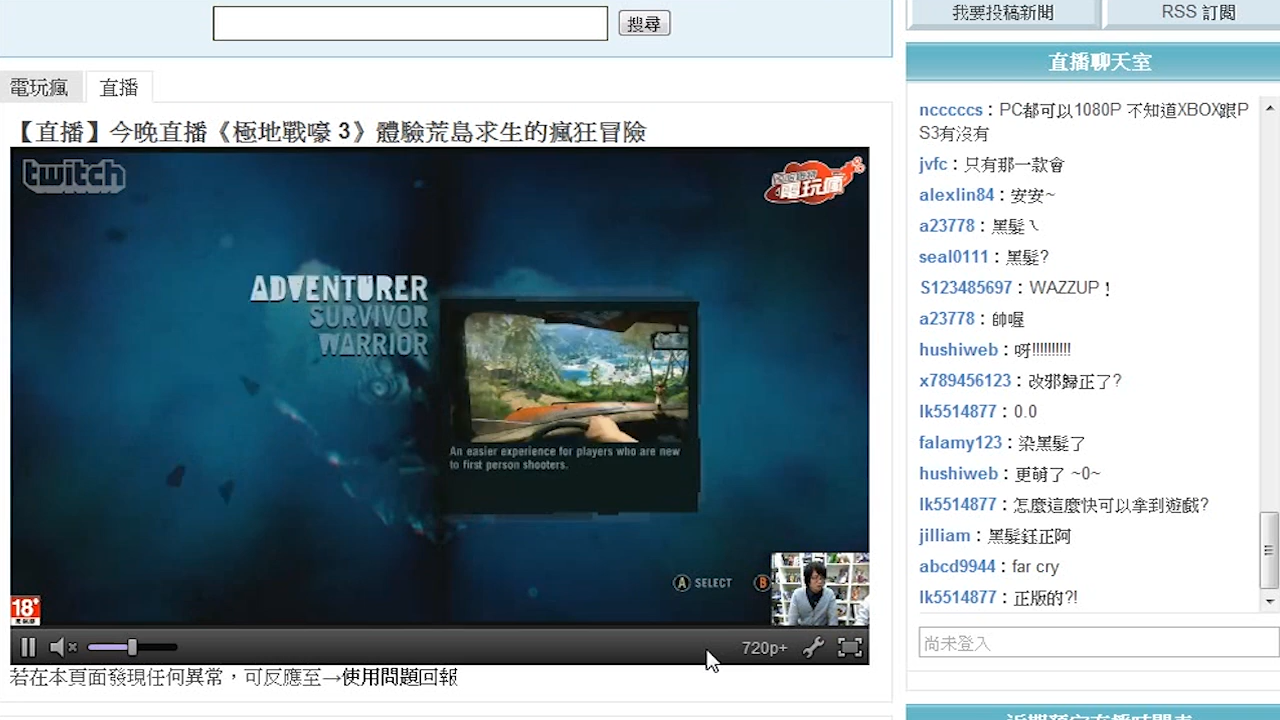 搜尋
我要投稿新聞
RSS 訂閱
電玩瘋
直播
【直播】今晚直播《極地戰嚎 3》體驗荒島求生的瘋狂冒險
twitch
電玩瘋
ADVENTURER
SURVIVOR
WARRIOR
An easier experience for players who are new
to first person shooters.
A SELECT
B
18+
720p+
若在本頁面發現任何異常，可反應至→使用問題回報
直播聊天室
ncccccs：PC都可以1080P 不知道XBOX跟P
S3有沒有
jvfc：只有那一款會
alexlin84：安安~
a23778：黑髮ㄟ
seal0111：黑髮?
S123485697：WAZZUP！
a23778：帥喔
hushiweb：呀!!!!!!!!!!
x789456123：改邪歸正了?
lk5514877：0.0
falamy123：染黑髮了
hushiweb：更萌了 ~0~
lk5514877：怎麼這麼快可以拿到遊戲?
jilliam：黑髮鈺正阿
abcd9944：far cry
lk5514877：正版的?!
尚未登入